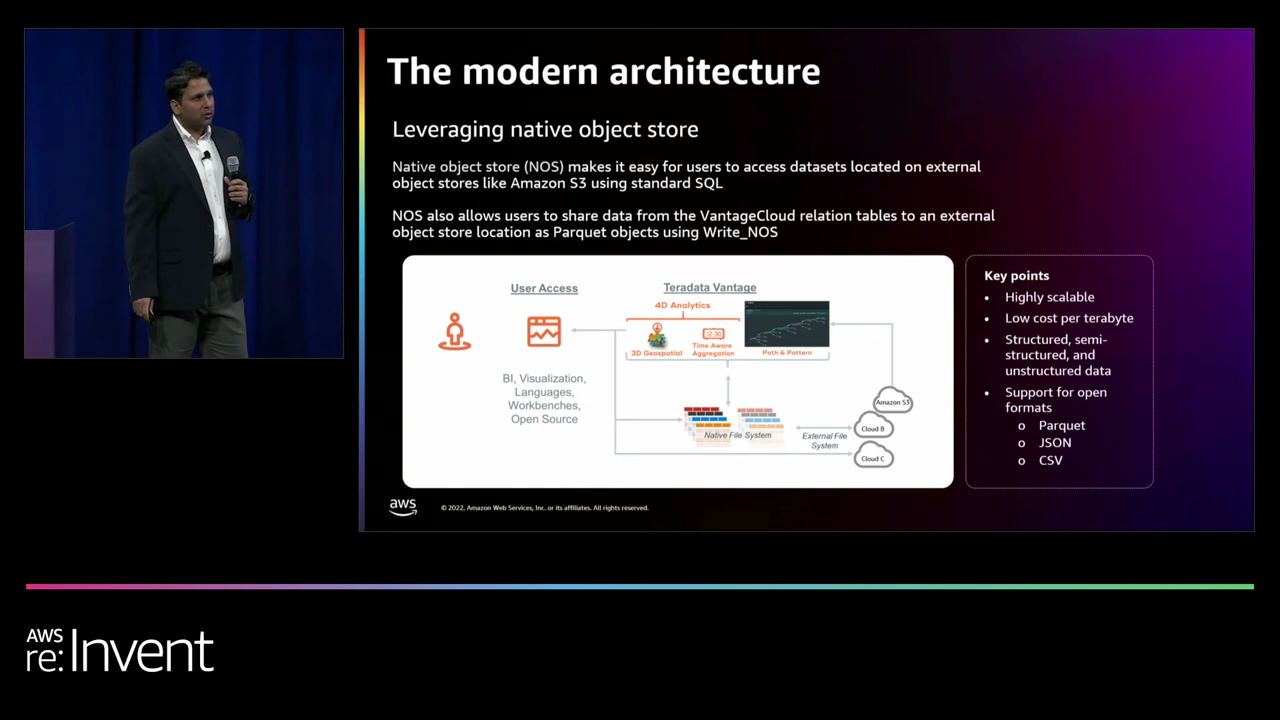 The modern architecture
Leveraging native object store
Native object store (NOS) makes it easy for users to access datasets located on external
object stores like Amazon S3 using standard SQL
NOS also allows users to share data from the VantageCloud relation tables to an external
object store location as Parquet objects using Write_NOS
User Access
Teradata Vantage
4D Analytics
12:30
3D Geospatial
Time Aware
Aggregation
Path & Pattern
BI, Visualization,
Languages,
Workbenches,
Open Source
Native File System
External File
System
Amazon S3
Cloud B
Cloud C
Key points
• Highly scalable
• Low cost per terabyte
• Structured, semi-
structured, and
unstructured data
• Support for open
formats
o Parquet
o JSON
o CSV
aws
© 2022, Amazon Web Services, Inc. or its affiliates. All rights reserved.
AWS
re:Invent